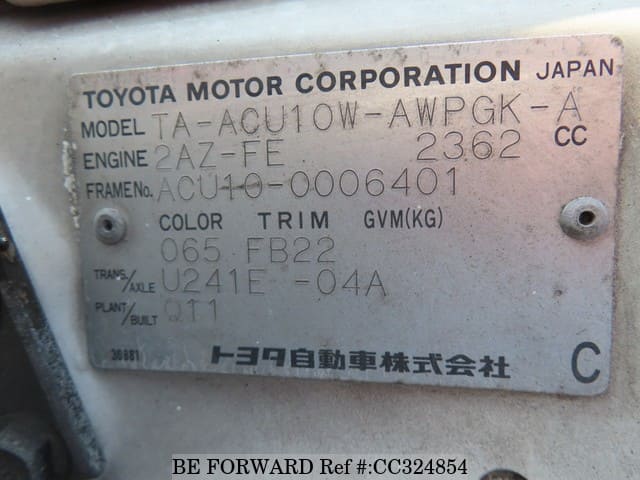 TOYOTA MOTOR CORPORATION JAPAN
MODEL TA-ACU10W-AWPGK-A
ENGINE 2AZ-FE 2362 CC
FRAME No. ACU10-0006401
COLOR TRIM GVM(KG)
065 FB22
TRANS./AXLE U241E -04A
PLANT/BUILT
トヨタ自動車株式会社 C
BE FORWARD Ref #:CC324854